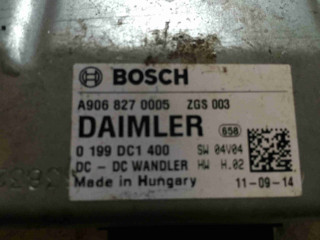 BOSCH
A906 827 0005 ZGS 003
DAIMLER 658
0 199 DC1 400 SW 04V04
DC - DC WANDLER HW H.02
Made in Hungary 11-09-14